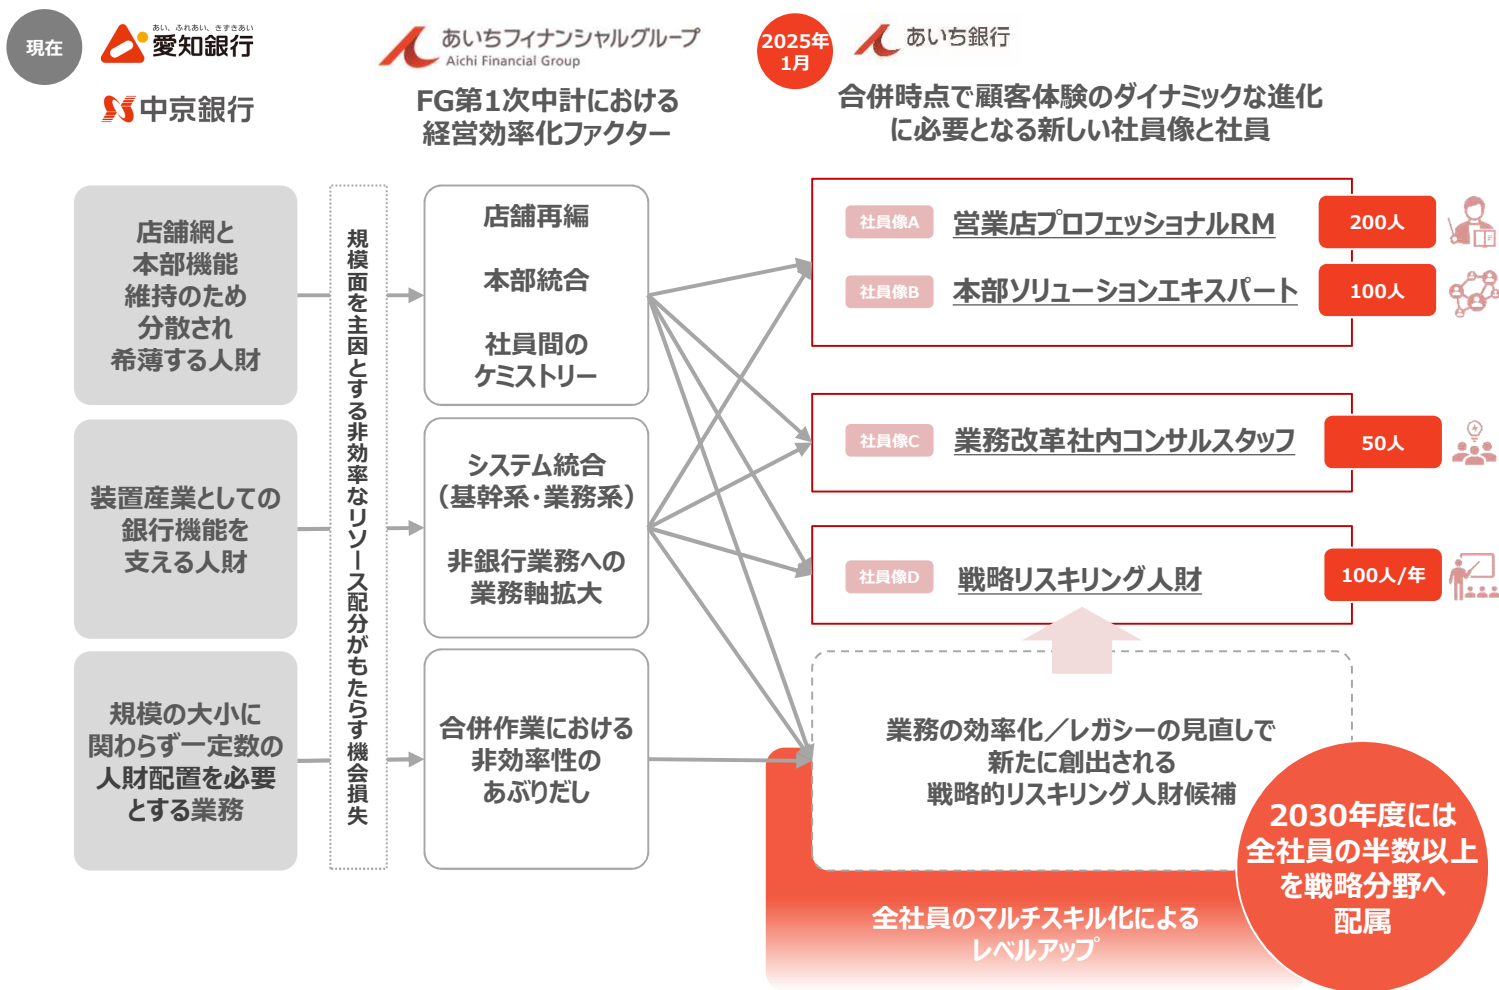 現在
あい、ふれあい、きずきあい
愛知銀行
中京銀行
あいちフィナンシャルグループ
Aichi Financial Group
FG第1次中計における
経営効率化ファクター
2025年
1月
あいち銀行
合併時点で顧客体験のダイナミックな進化
に必要となる新しい社員像と社員
店舗網と
本部機能
維持のため
分散され
希薄する人財
装置産業としての
銀行機能を
支える人財
規模の大小に
関わらず一定数の
人財配置を必要
とする業務
規模面を主因とする非効率なリソース配分がもたらす機会損失
店舗再編
本部統合
社員間の
ケミストリー
システム統合
（基幹系・業務系）
非銀行業務への
業務軸拡大
合併作業における
非効率性の
あぶりだし
社員像A
営業店プロフェッショナルRM
200人
社員像B
本部ソリューションエキスパート
100人
社員像C
業務改革社内コンサルスタッフ
50人
社員像D
戦略リスキリング人財
100人/年
業務の効率化／レガシーの見直しで
新たに創出される
戦略的リスキリング人財候補
2030年度には
全社員の半数以上
を戦略分野へ
配属
全社員のマルチスキル化による
レベルアップ